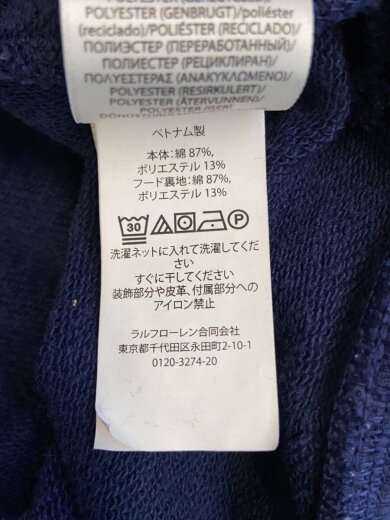 POLYESTER (GENBRUGT)/poliéster
(reciclado)/POLIÉSTER (RECICLADO)/
ПОЛИЭСТЕР (ПЕРЕРАБОТАННЫЙ)/
ПОЛИЕСТЕР (РЕЦИКЛИРАН)/
ΠΟΛΥΕΣΤΕΡΑΣ (ΑΝΑΚΥΚΛΩΜΕΝΟ)/
POLYESTER (RESIRKULERT)/
POLYESTER (ÅTERVUNNEN)/
ベトナム製
本体：綿 87%,
ポリエステル 13%
フード裏地：綿 87%,
ポリエステル 13%
30 P
洗濯ネットに入れて洗濯してくだ
さい
すぐに干してください
装飾部分や皮革、付属部分への
アイロン禁止
ラルフローレン合同会社
東京都千代田区永田町2-10-1
0120-3274-20